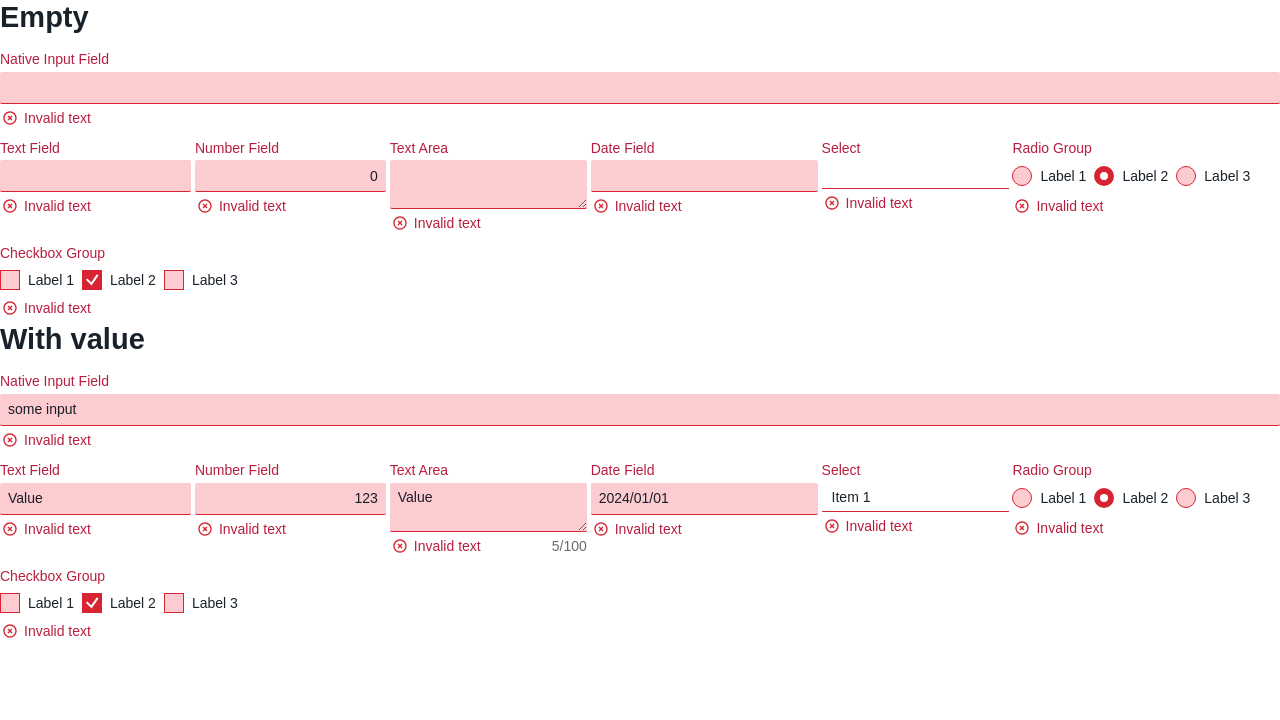 Empty
Native Input Field
Invalid text
Text Field Number Field Text Area Date Field Select Radio Group
0 Label 1 Label 2 Label 3
Invalid text Invalid text Invalid text Invalid text Invalid text Invalid text
Checkbox Group
Label 1 Label 2 Label 3
Invalid text
With value
Native Input Field
some input
Invalid text
Text Field Number Field Text Area Date Field Select Radio Group
Value 123 Value 2024/01/01 Item 1 Label 1 Label 2 Label 3
Invalid text Invalid text Invalid text 5/100 Invalid text Invalid text Invalid text
Checkbox Group
Label 1 Label 2 Label 3
Invalid text